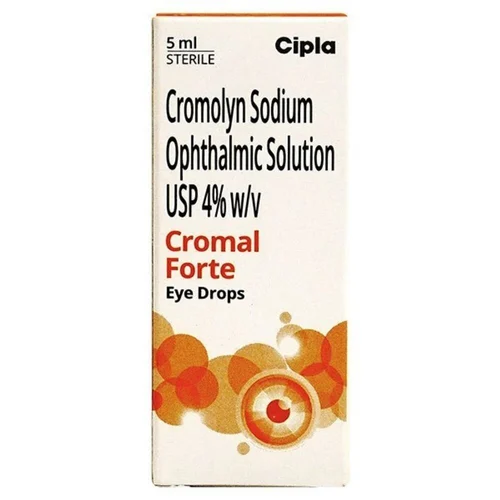 5 ml
STERILE
Cipla
Cromolyn Sodium
Ophthalmic Solution
USP 4% w/v
Cromal
Forte
Eye Drops